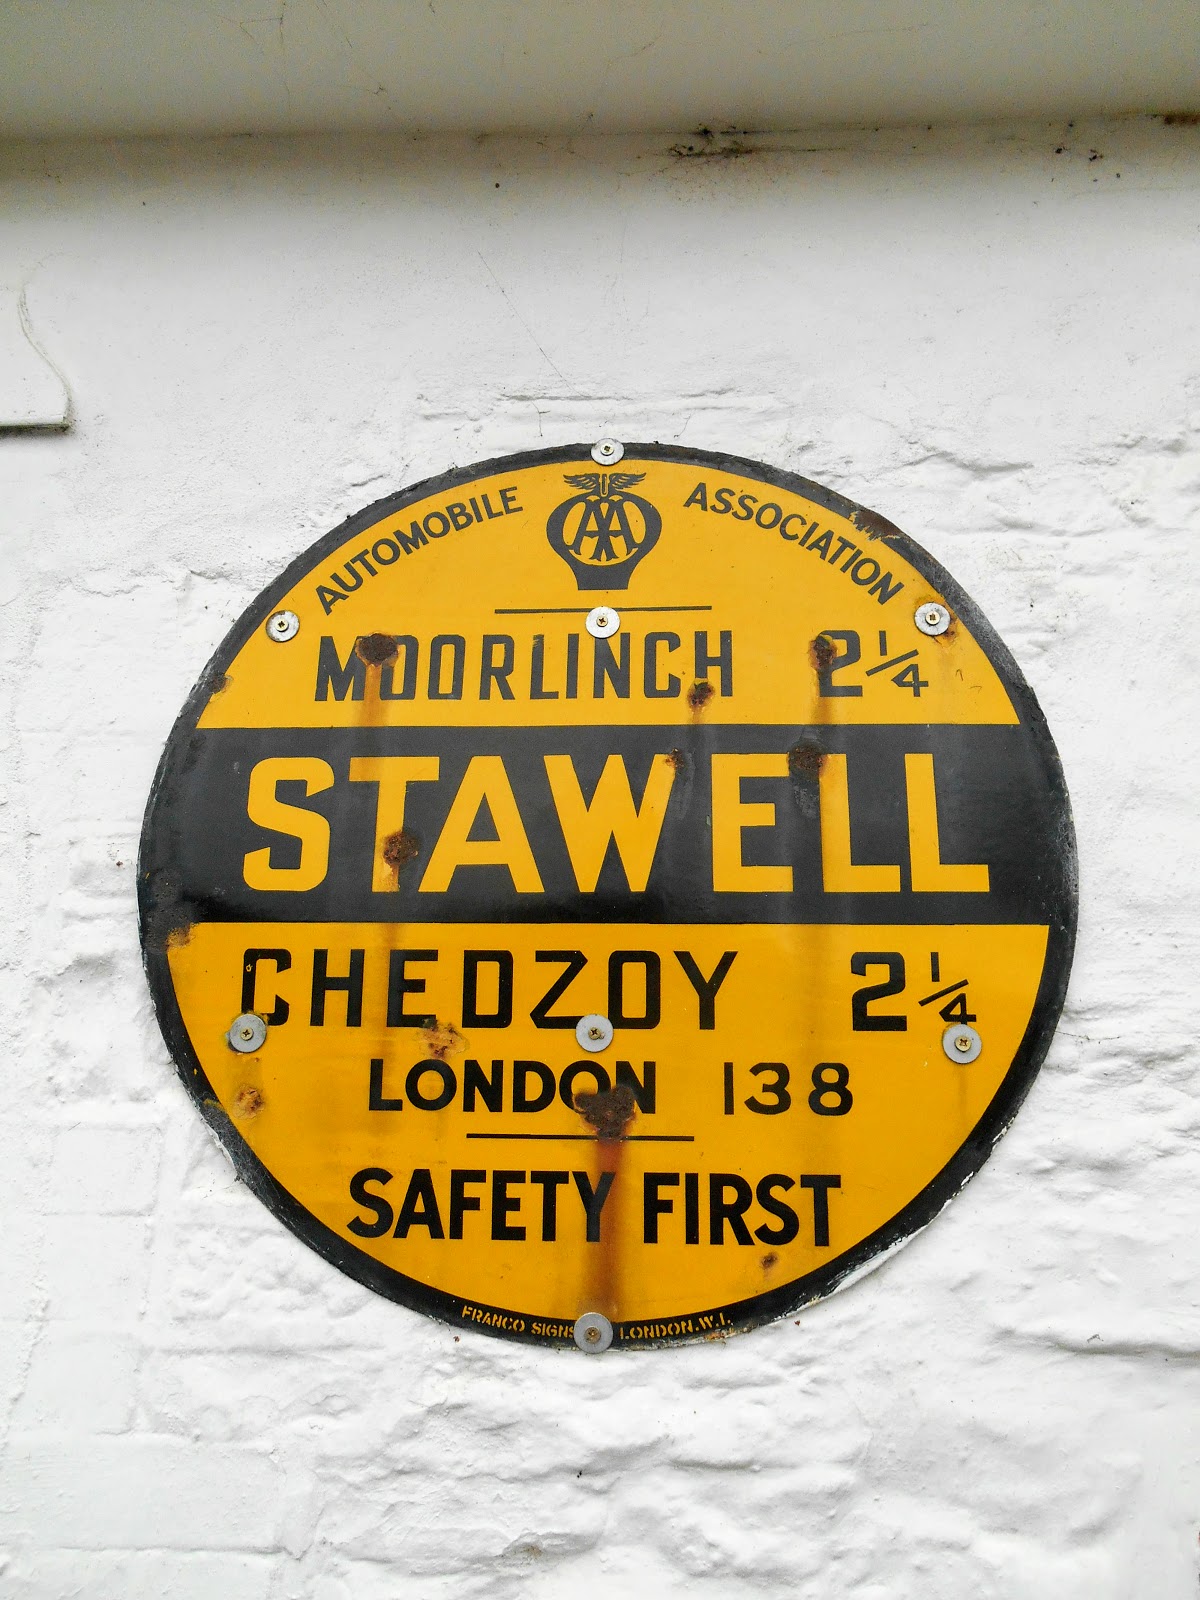 AUTOMOBILE AA ASSOCIATION
MOORLINCH 2¼
STAWELL
CHEDZOY 2¼
LONDON 138
SAFETY FIRST
FRANCO SIGNS LONDON.W.1.